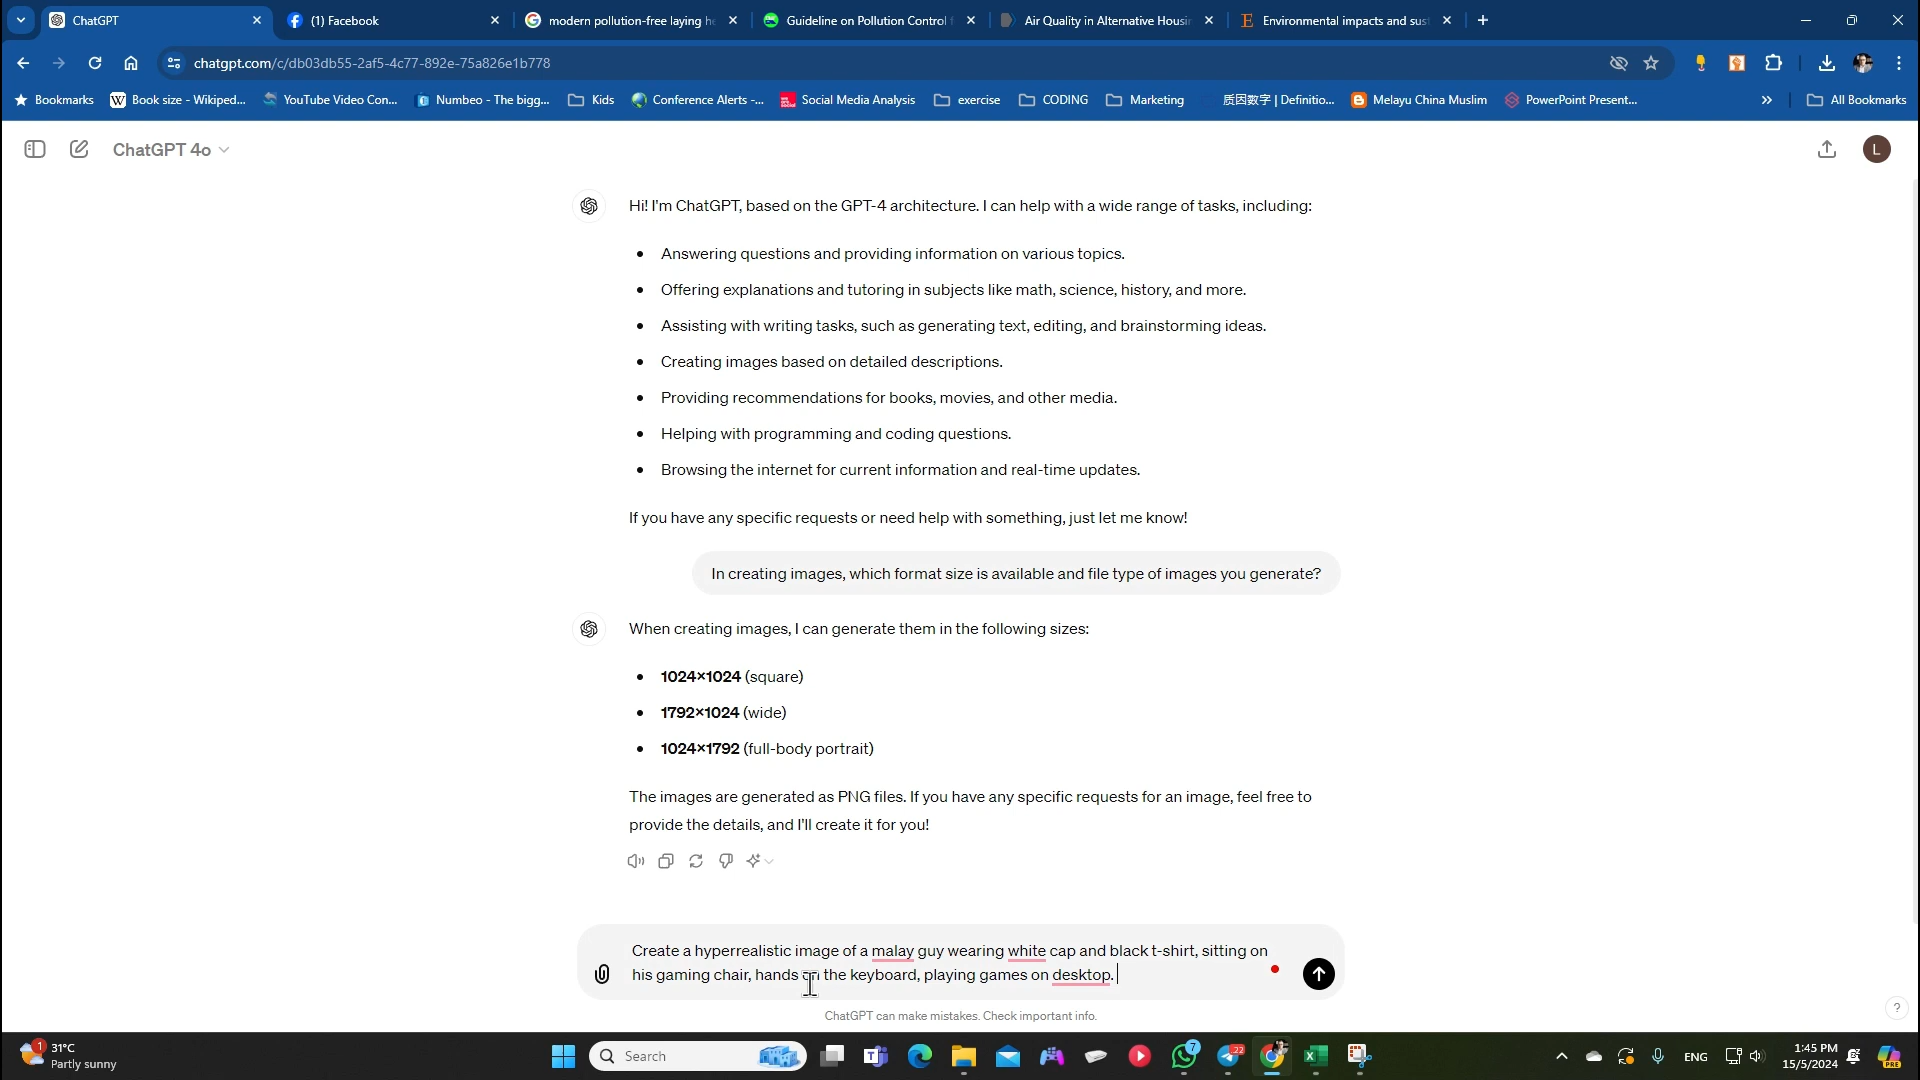 ChatGPT
(1) Facebook
modern pollution-free laying he
Guideline on Pollution Control
Air Quality in Alternative Housin
Environmental impacts and sust
chatgpt.com/c/db03db55-2af5-4c77-892e-75a826e1b778
Bookmarks
Book size - Wikiped...
YouTube Video Con...
Numbeo - The bigg...
Kids
Conference Alerts -...
Social Media Analysis
exercise
CODING
Marketing
质因数字 | Definitio...
Melayu China Muslim
PowerPoint Present...
All Bookmarks
ChatGPT 4o
L
Hi! I'm ChatGPT, based on the GPT-4 architecture. I can help with a wide range of tasks, including:
Answering questions and providing information on various topics.
Offering explanations and tutoring in subjects like math, science, history, and more.
Assisting with writing tasks, such as generating text, editing, and brainstorming ideas.
Creating images based on detailed descriptions.
Providing recommendations for books, movies, and other media.
Helping with programming and coding questions.
Browsing the internet for current information and real-time updates.
If you have any specific requests or need help with something, just let me know!
In creating images, which format size is available and file type of images you generate?
When creating images, I can generate them in the following sizes:
1024×1024 (square)
1792×1024 (wide)
1024×1792 (full-body portrait)
The images are generated as PNG files. If you have any specific requests for an image, feel free to
provide the details, and I'll create it for you!
Create a hyperrealistic image of a malay guy wearing white cap and black t-shirt, sitting on
his gaming chair, hands on the keyboard, playing games on desktop.
ChatGPT can make mistakes. Check important info.
?
1
31°C
Partly sunny
Search
7
22
ENG
1:45 PM
15/5/2024
PRE